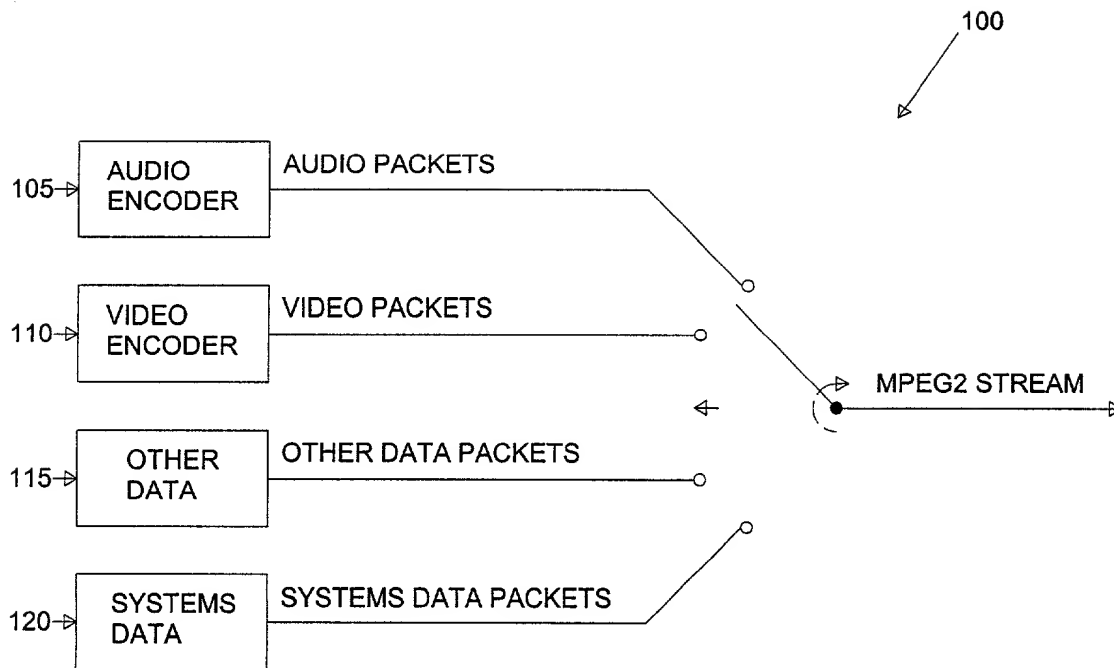 100
AUDIO
ENCODER
105
AUDIO PACKETS
VIDEO
ENCODER
110
VIDEO PACKETS
MPEG2 STREAM
OTHER
DATA
115
OTHER DATA PACKETS
SYSTEMS
DATA
120
SYSTEMS DATA PACKETS